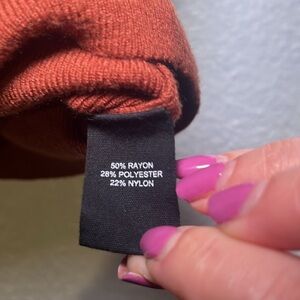 50% RAYON
28% POLYESTER
22% NYLON